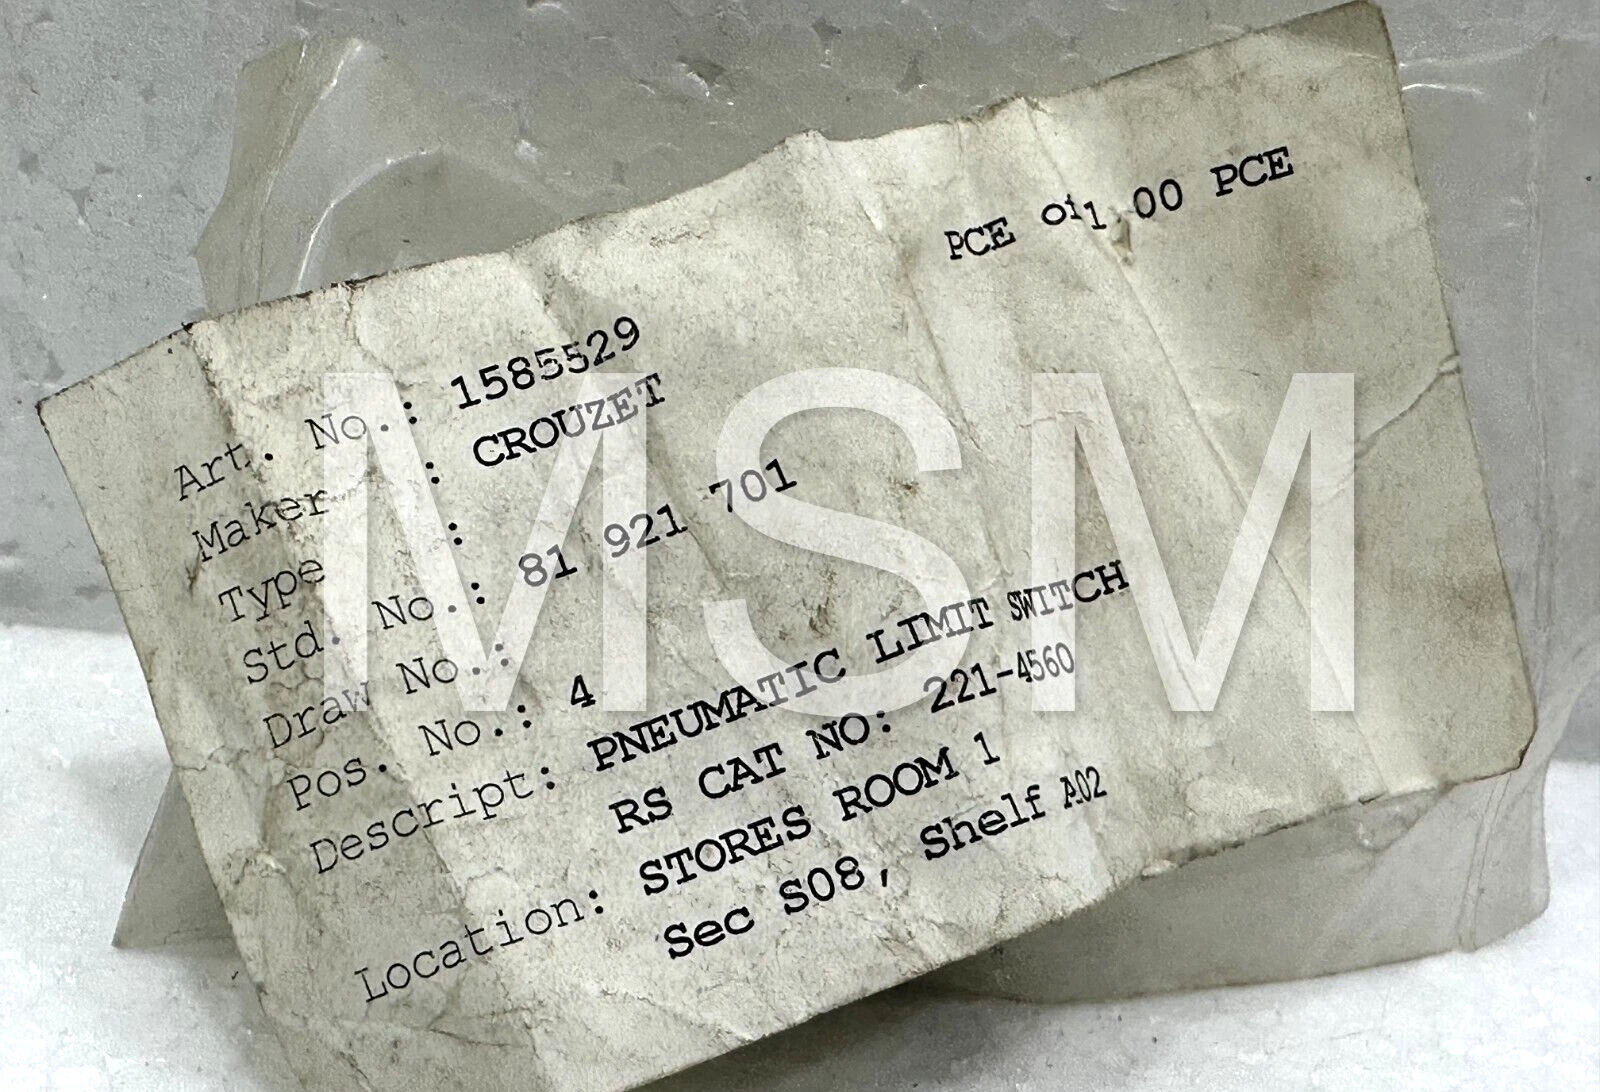 PCE of 1.00 PCE
Art. No.: 1585529
Maker : CROUZET
Type :
Std. No.: 81 921 701
Draw No.:
Pos. No.: 4
Descript: PNEUMATIC LIMIT SWITCH
RS CAT NO: 221-4560
Location: STORES ROOM 1
Sec S08, Shelf A02
MSM